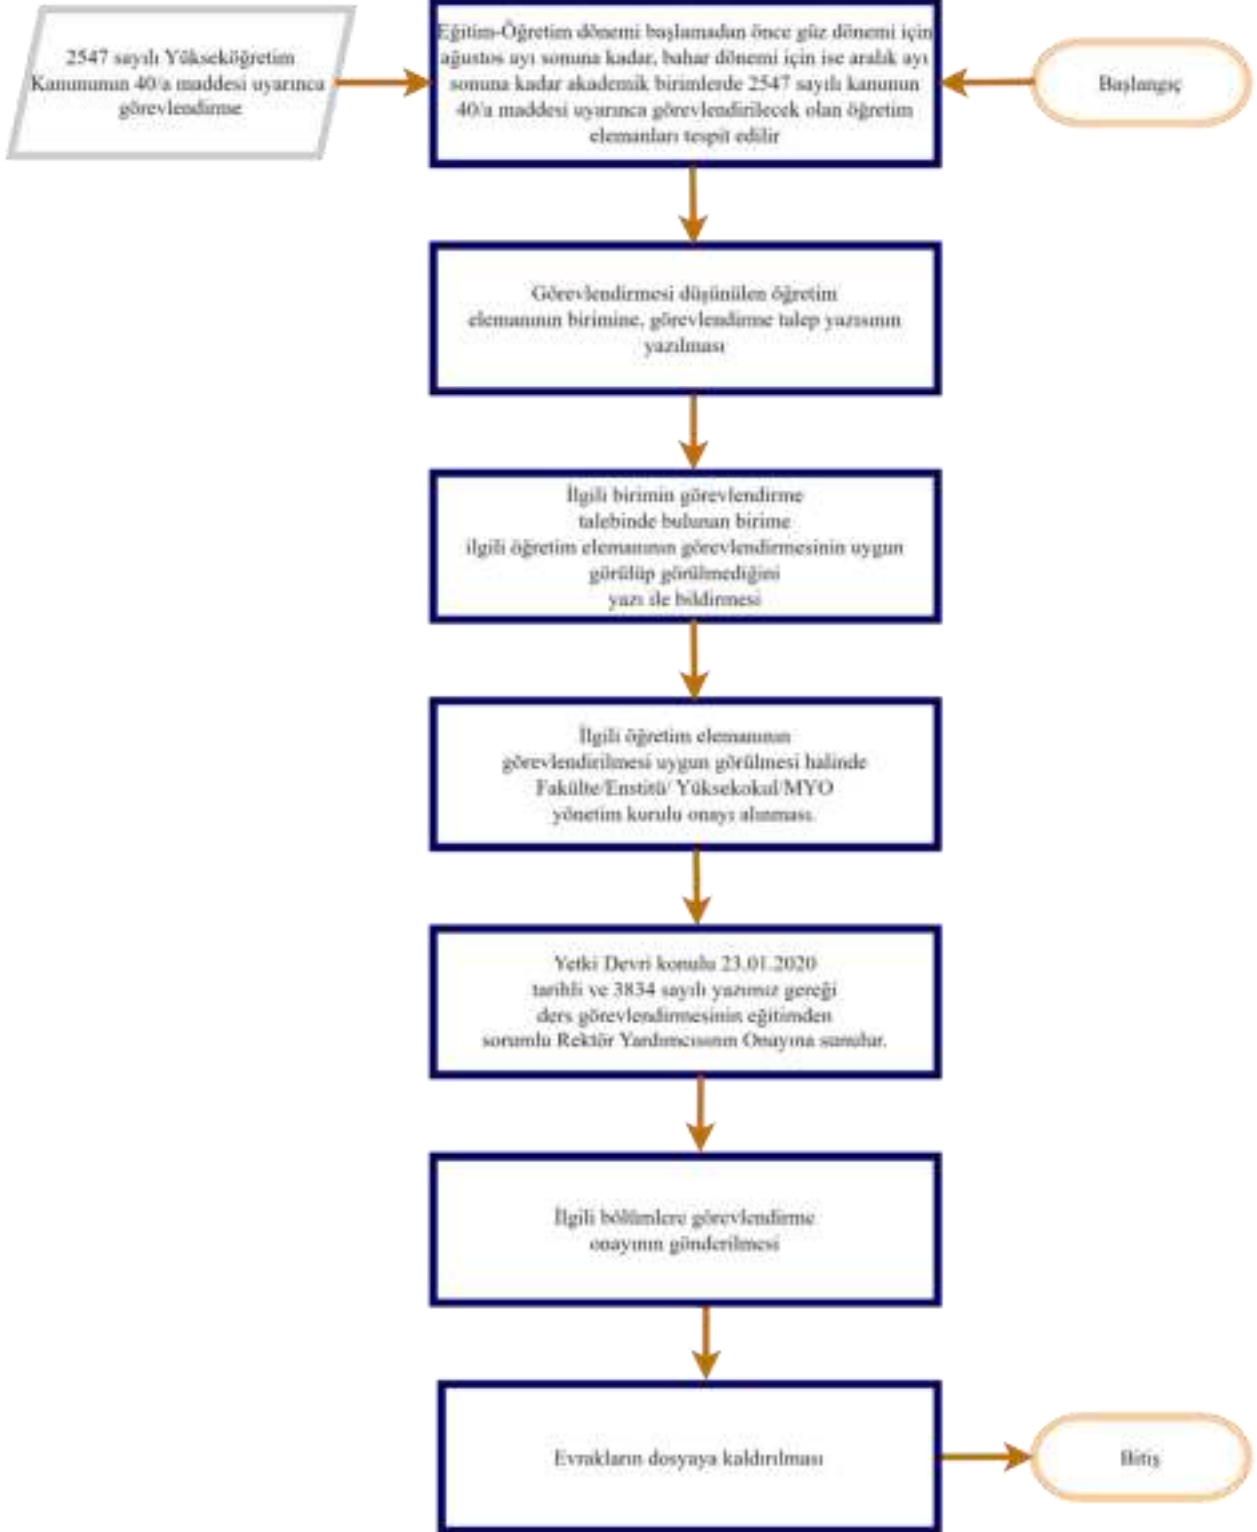 2547 sayılı Yükseköğretim
Kanununun 40/a maddesi uyarınca
görevlendirme
Eğitim-Öğretim dönemi başlamadan önce güz dönemi için
ağustos ayı sonuna kadar, bahar dönemi için ise aralık ayı
sonuna kadar akademik birimlerde 2547 sayılı kanunun
40/a maddesi uyarınca görevlendirilecek olan öğretim
elemanları tespit edilir
Başlangıç
Görevlendirmesi düşünülen öğretim
elemanının birimine, görevlendirme talep yazısının
yazılması
İlgili birimin görevlendirme
talebinde bulunan birime
ilgili öğretim elemanının görevlendirmesinin uygun
görülüp görülmediğini
yazı ile bildirmesi
İlgili öğretim elemanının
görevlendirilmesi uygun görülmesi halinde
Fakülte/Enstitü/ Yüksekokul/MYO
yönetim kurulu onayı alınması.
Yetki Devri konulu 23.01.2020
tarihli ve 3834 sayılı yazımız gereği
ders görevlendirmesinin eğitimden
sorumlu Rektör Yardımcısının Onayına sunulur.
İlgili bölümlere görevlendirme
onayının gönderilmesi
Evrakların dosyaya kaldırılması
Bitiş